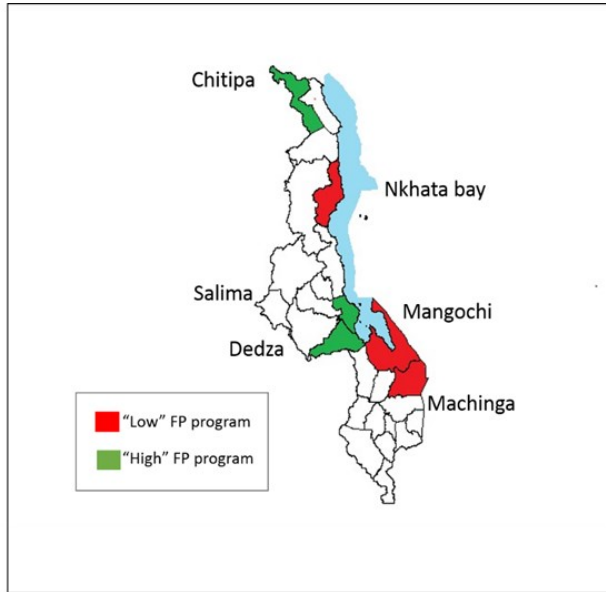 Chitipa
Nkhata bay
Salima
Mangochi
Dedza
Machinga
"Low" FP program
"High" FP program